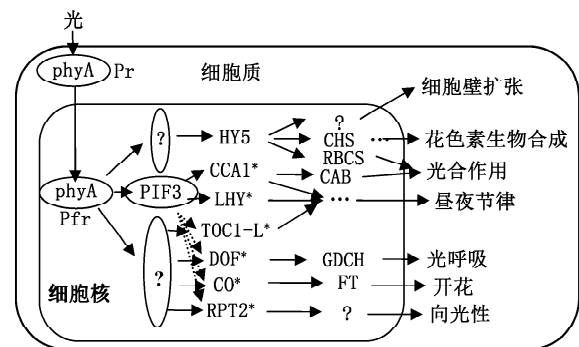 光
phyA Pr 细胞质
细胞壁扩张
? HY5 ?
CHS … 花色素生物合成
RBCS
CCA1* CAB 光合作用
phyA PIF3 LHY* … 昼夜节律
Pfr
TOC1-L*
? DOF* GDCH 光呼吸
细胞核 CO* FT 开花
RPT2* ? 向光性